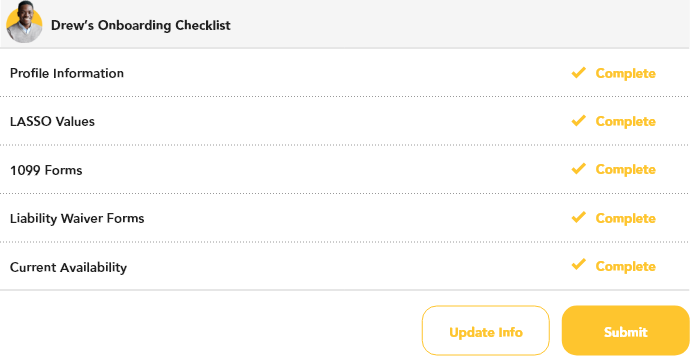 Drew's Onboarding Checklist
Profile Information Complete
LASSO Values Complete
1099 Forms Complete
Liability Waiver Forms Complete
Current Availability Complete
Update Info Submit